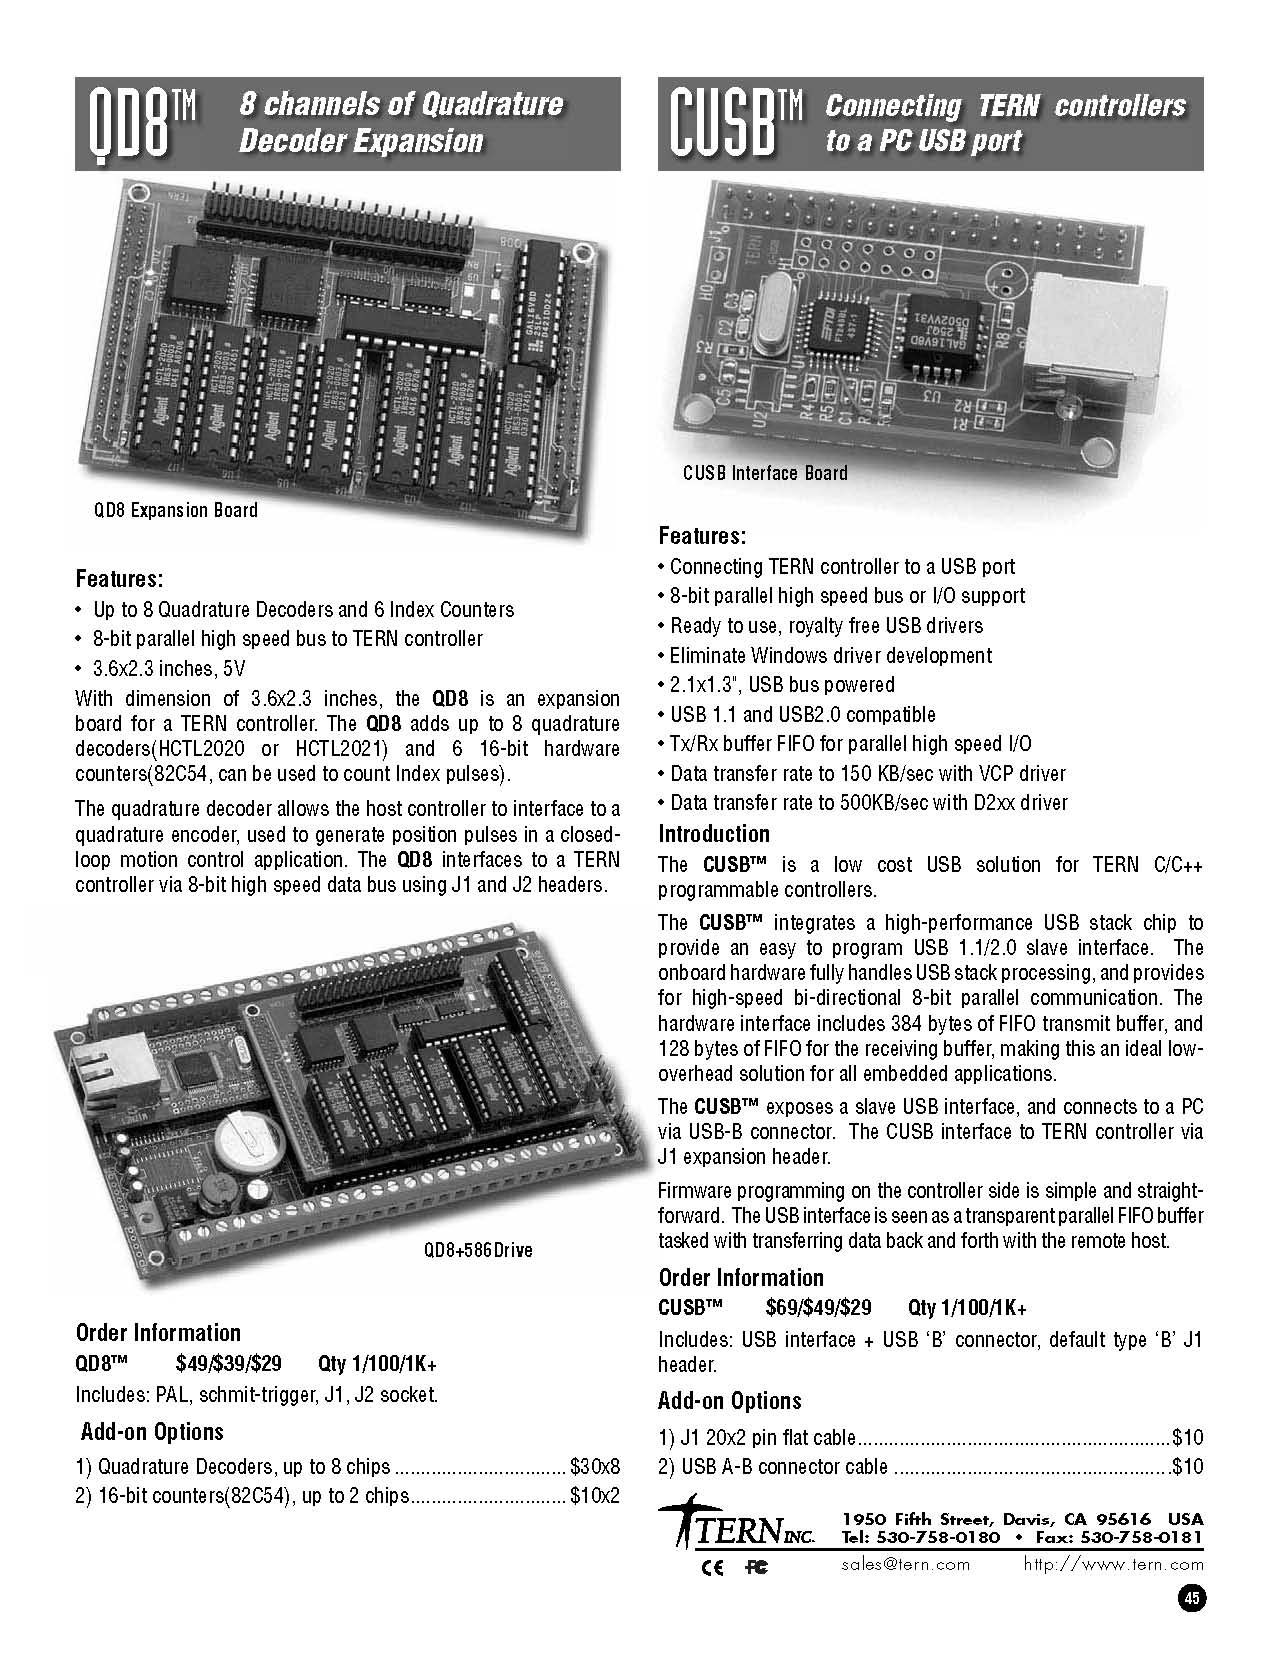 QD8™
8 channels of Quadrature
Decoder Expansion
QD8 Expansion Board
Features:
• Up to 8 Quadrature Decoders and 6 Index Counters
• 8-bit parallel high speed bus to TERN controller
• 3.6x2.3 inches, 5V
With dimension of 3.6x2.3 inches, the QD8 is an expansion
board for a TERN controller. The QD8 adds up to 8 quadrature
decoders(HCTL2020 or HCTL2021) and 6 16-bit hardware
counters(82C54, can be used to count Index pulses).
The quadrature decoder allows the host controller to interface to a
quadrature encoder, used to generate position pulses in a closed-
loop motion control application. The QD8 interfaces to a TERN
controller via 8-bit high speed data bus using J1 and J2 headers.
QD8+586Drive
Order Information
QD8™ $49/$39/$29 Qty 1/100/1K+
Includes: PAL, schmit-trigger, J1, J2 socket.
Add-on Options
1) Quadrature Decoders, up to 8 chips ................................. $30x8
2) 16-bit counters(82C54), up to 2 chips.............................. $10x2
CUSB™
Connecting TERN controllers
to a PC USB port
TERN
J1
H0
H1
C3
C2
C5
U2
R4
R5
C1
U3
R8
R2
R1
FTDI
GAL16V8D
CUSB Interface Board
Features:
• Connecting TERN controller to a USB port
• 8-bit parallel high speed bus or I/O support
• Ready to use, royalty free USB drivers
• Eliminate Windows driver development
• 2.1x1.3", USB bus powered
• USB 1.1 and USB2.0 compatible
• Tx/Rx buffer FIFO for parallel high speed I/O
• Data transfer rate to 150 KB/sec with VCP driver
• Data transfer rate to 500KB/sec with D2xx driver
Introduction
The CUSB™ is a low cost USB solution for TERN C/C++
programmable controllers.
The CUSB™ integrates a high-performance USB stack chip to
provide an easy to program USB 1.1/2.0 slave interface. The
onboard hardware fully handles USB stack processing, and provides
for high-speed bi-directional 8-bit parallel communication. The
hardware interface includes 384 bytes of FIFO transmit buffer, and
128 bytes of FIFO for the receiving buffer, making this an ideal low-
overhead solution for all embedded applications.
The CUSB™ exposes a slave USB interface, and connects to a PC
via USB-B connector. The CUSB interface to TERN controller via
J1 expansion header.
Firmware programming on the controller side is simple and straight-
forward. The USB interface is seen as a transparent parallel FIFO buffer
tasked with transferring data back and forth with the remote host.
Order Information
CUSB™ $69/$49/$29 Qty 1/100/1K+
Includes: USB interface + USB ‘B’ connector, default type ‘B’ J1
header.
Add-on Options
1) J1 20x2 pin flat cable............................................................$10
2) USB A-B connector cable .....................................................$10
TERN INC.
1950 Fifth Street, Davis, CA 95616 USA
Tel: 530-758-0180 • Fax: 530-758-0181
CE FC
sales@tern.com http://www.tern.com
45